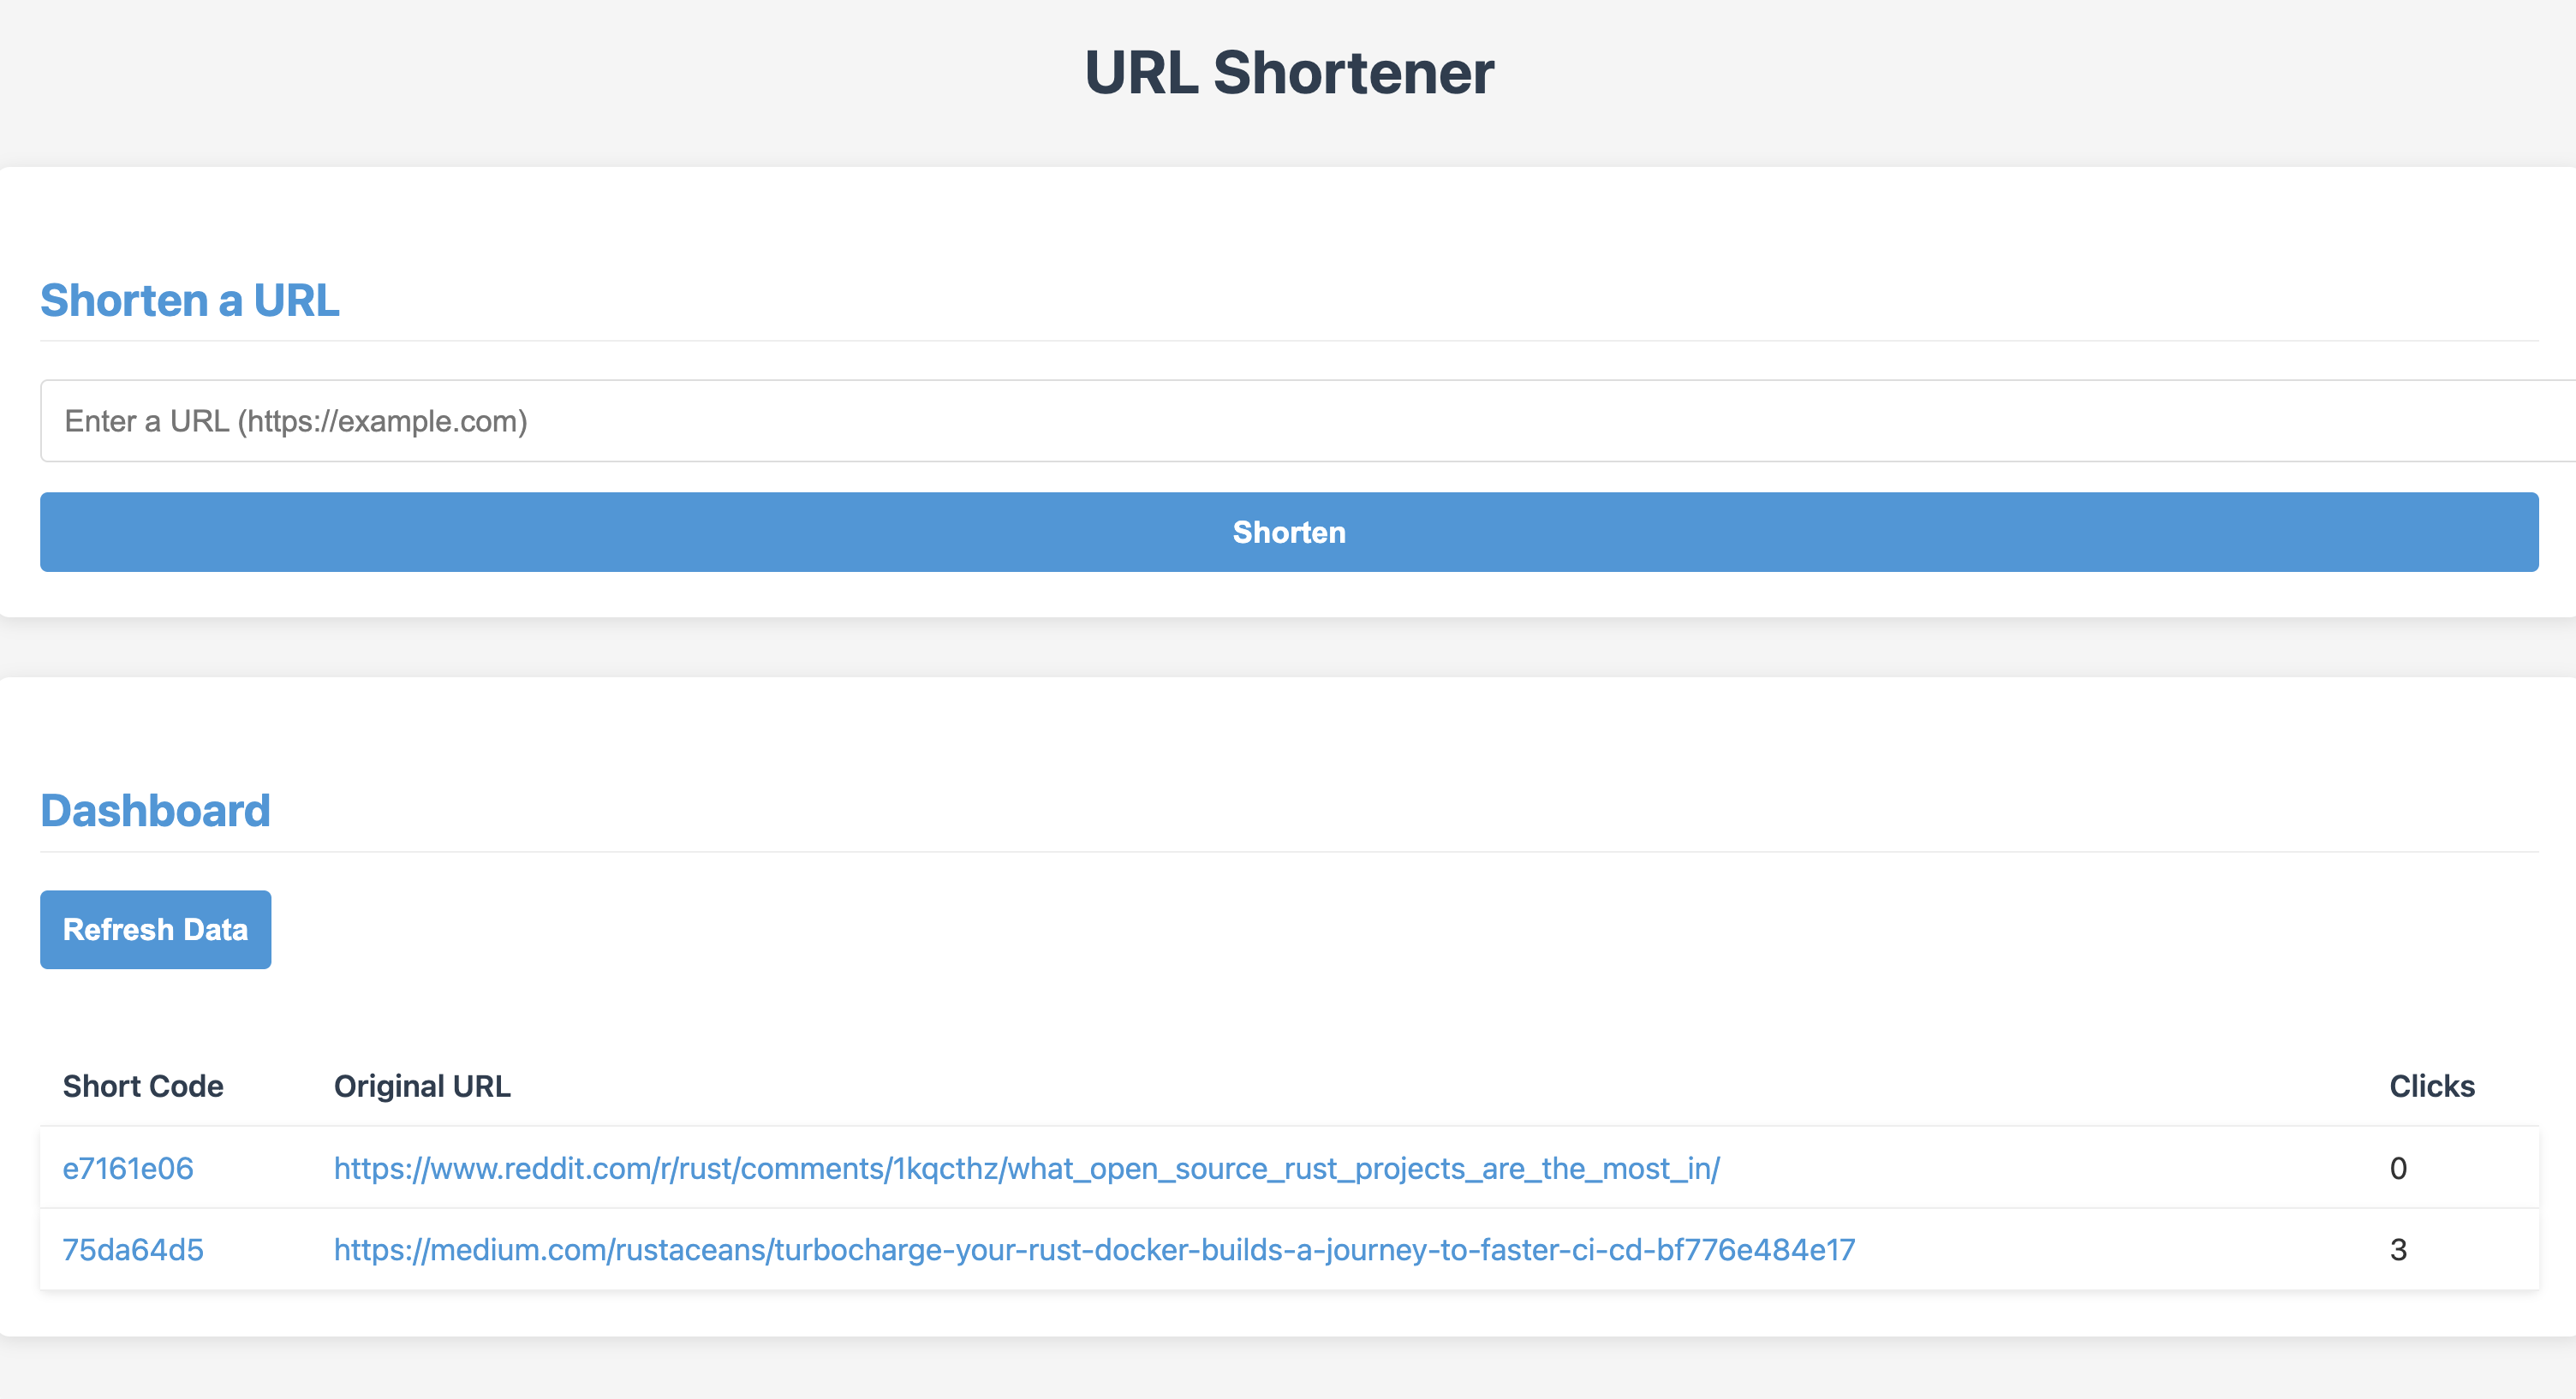 URL Shortener
Shorten a URL
Enter a URL (https://example.com)
Shorten
Dashboard
Refresh Data
Short Code Original URL Clicks
e7161e06 https://www.reddit.com/r/rust/comments/1kqcthz/what_open_source_rust_projects_are_the_most_in/ 0
75da64d5 https://medium.com/rustaceans/turbocharge-your-rust-docker-builds-a-journey-to-faster-ci-cd-bf776e484e17 3